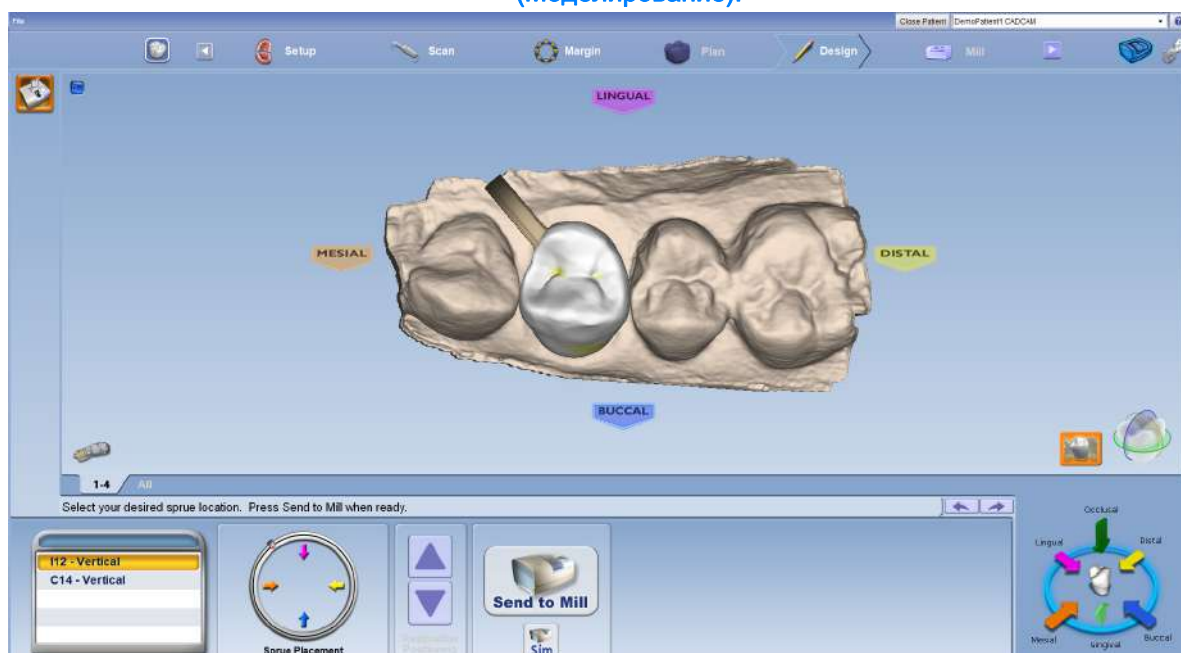 (моделирование).
File
Close Patient DemoPatient1 CADCAM
Setup Scan Margin Plan Design Mill
LINGUAL
MESIAL
DISTAL
BUCCAL
1-4 All
Select your desired sprue location. Press Send to Mill when ready.
I12 - Vertical
C14 - Vertical
Sprue Placement
Send to Mill
Sim
Occlusal
Lingual
Distal
Mesial
Gingival
Buccal